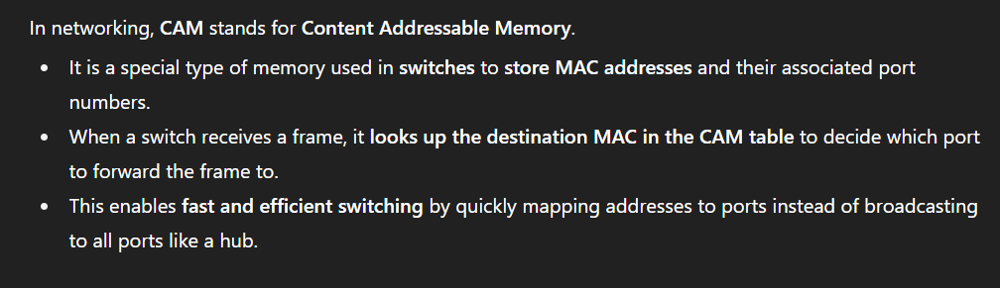 In networking, CAM stands for Content Addressable Memory.
• It is a special type of memory used in switches to store MAC addresses and their associated port
numbers.
• When a switch receives a frame, it looks up the destination MAC in the CAM table to decide which port
to forward the frame to.
• This enables fast and efficient switching by quickly mapping addresses to ports instead of broadcasting
to all ports like a hub.